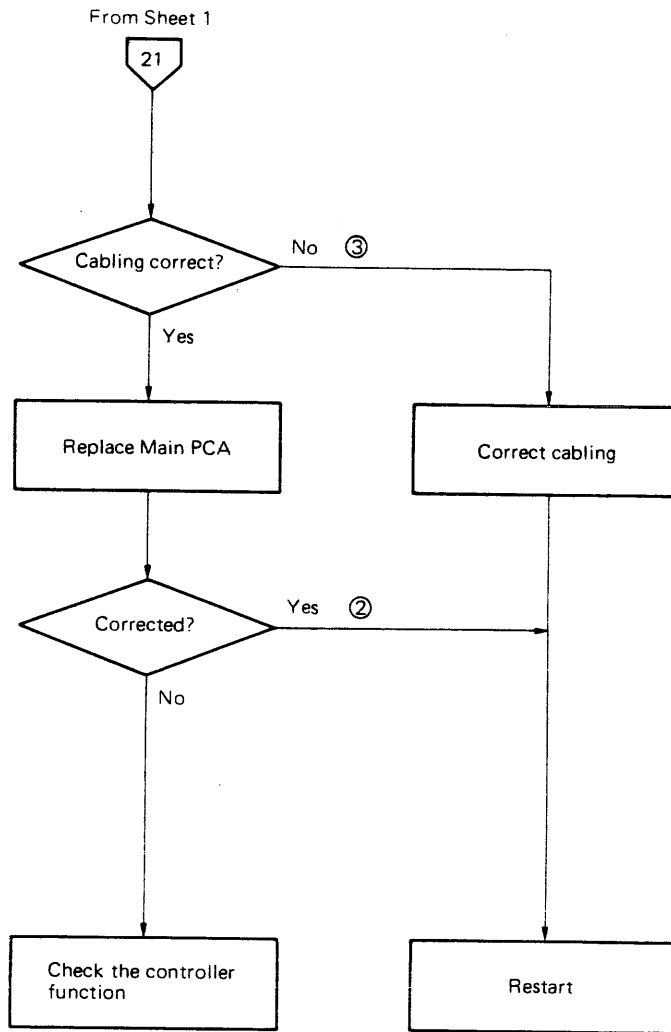 From Sheet 1
21
Cabling correct?
No ③
Yes
Replace Main PCA
Correct cabling
Corrected?
Yes ②
No
Check the controller
function
Restart